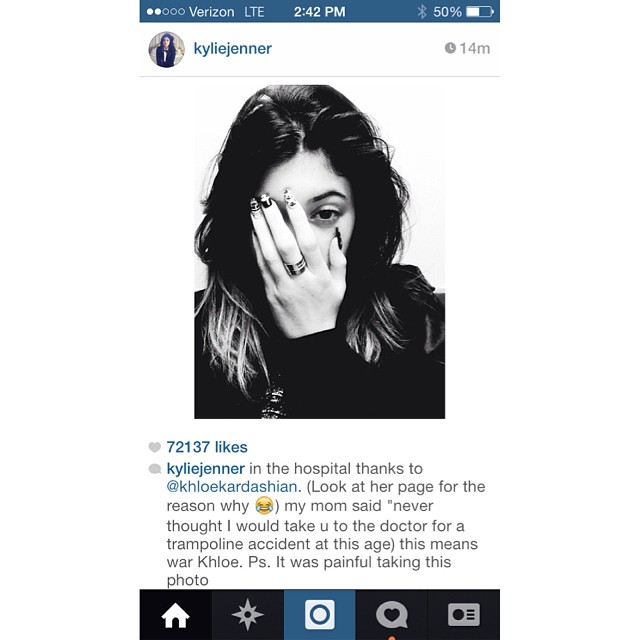 Verizon LTE 2:42 PM 50%
kyliejenner 14m
72137 likes
kyliejenner in the hospital thanks to
@khloekardashian. (Look at her page for the
reason why 😂) my mom said "never
thought I would take u to the doctor for a
trampoline accident at this age) this means
war Khloe. Ps. It was painful taking this
photo